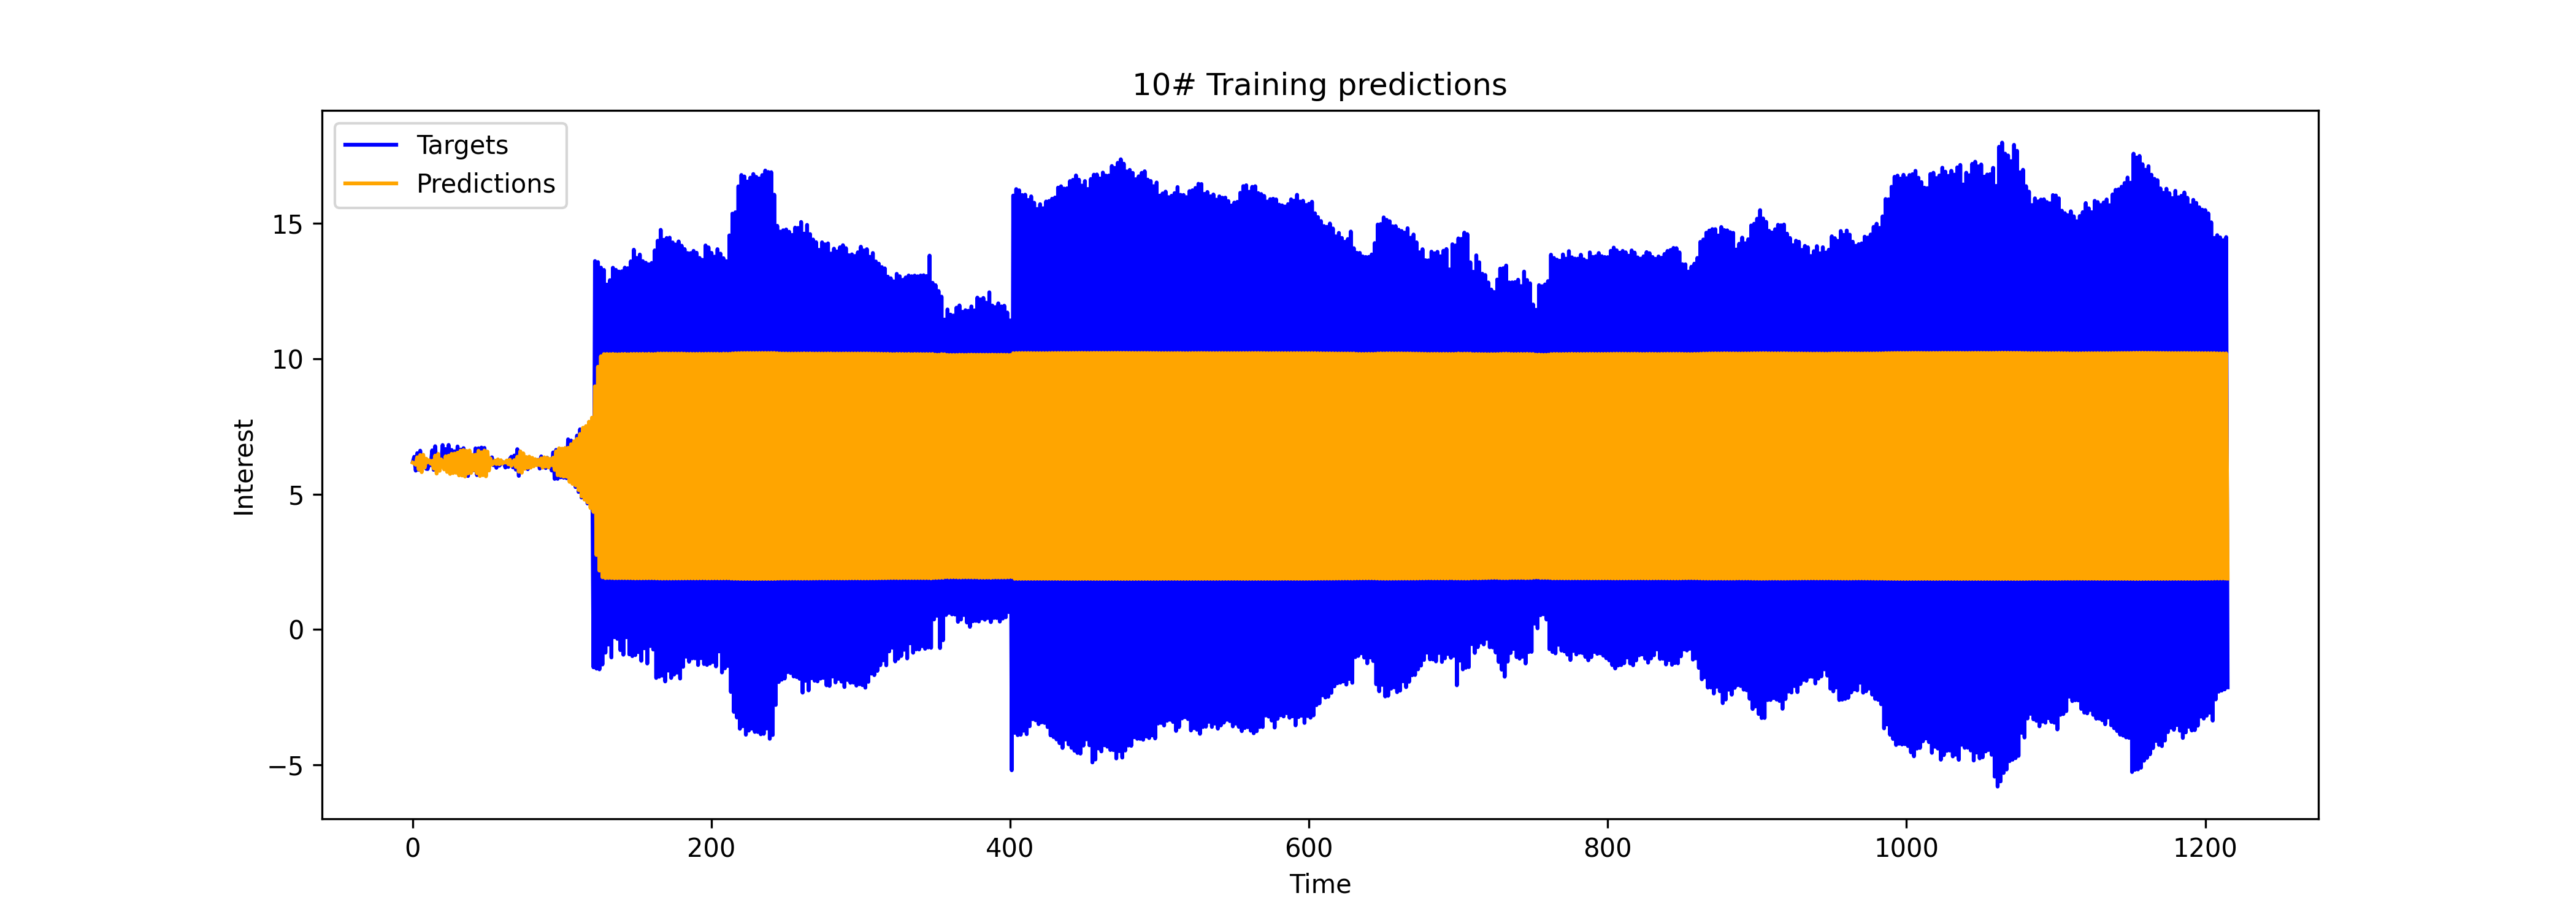 10# Training predictions
Targets
Predictions
Interest
15
10
5
0
−5
0 200 400 600 800 1000 1200
Time